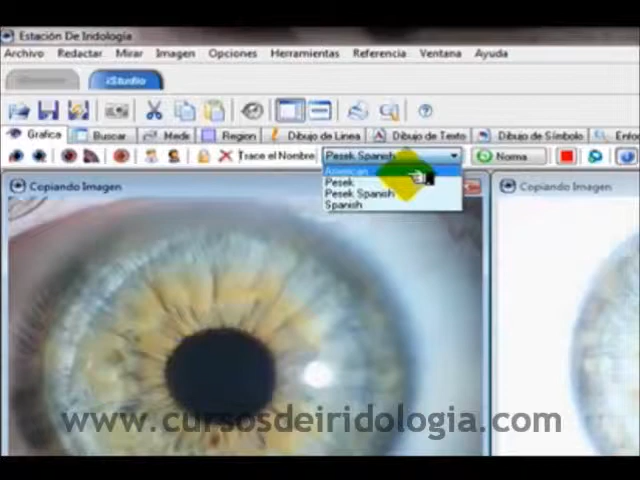 Estación De Iridología
Archivo Redactar Mirar Imagen Opciones Herramientas Referencia Ventana Ayuda
iStudio
Grafica Buscar Medir Region Dibujo de Linea Dibujo de Texto Dibujo de Símbolo Enfo
Trace el Nombre Pesek Spanish Norma
American
Pesek
Pesek Spanish
Spanish
Copiando Imagen Copiando Imagen
www.cursosdeiridologia.com